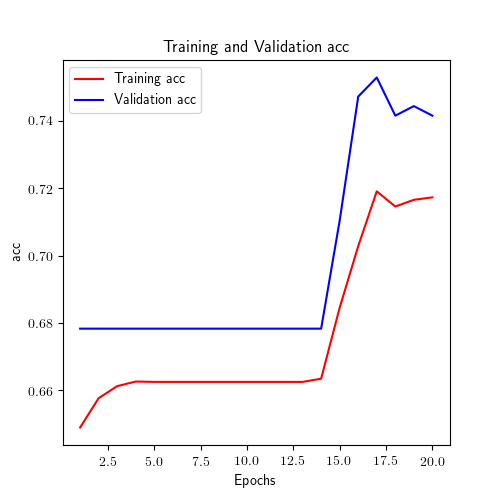 Training and Validation acc
Training acc
Validation acc
0.74
0.72
0.70
0.68
0.66
acc
2.5 5.0 7.5 10.0 12.5 15.0 17.5 20.0
Epochs